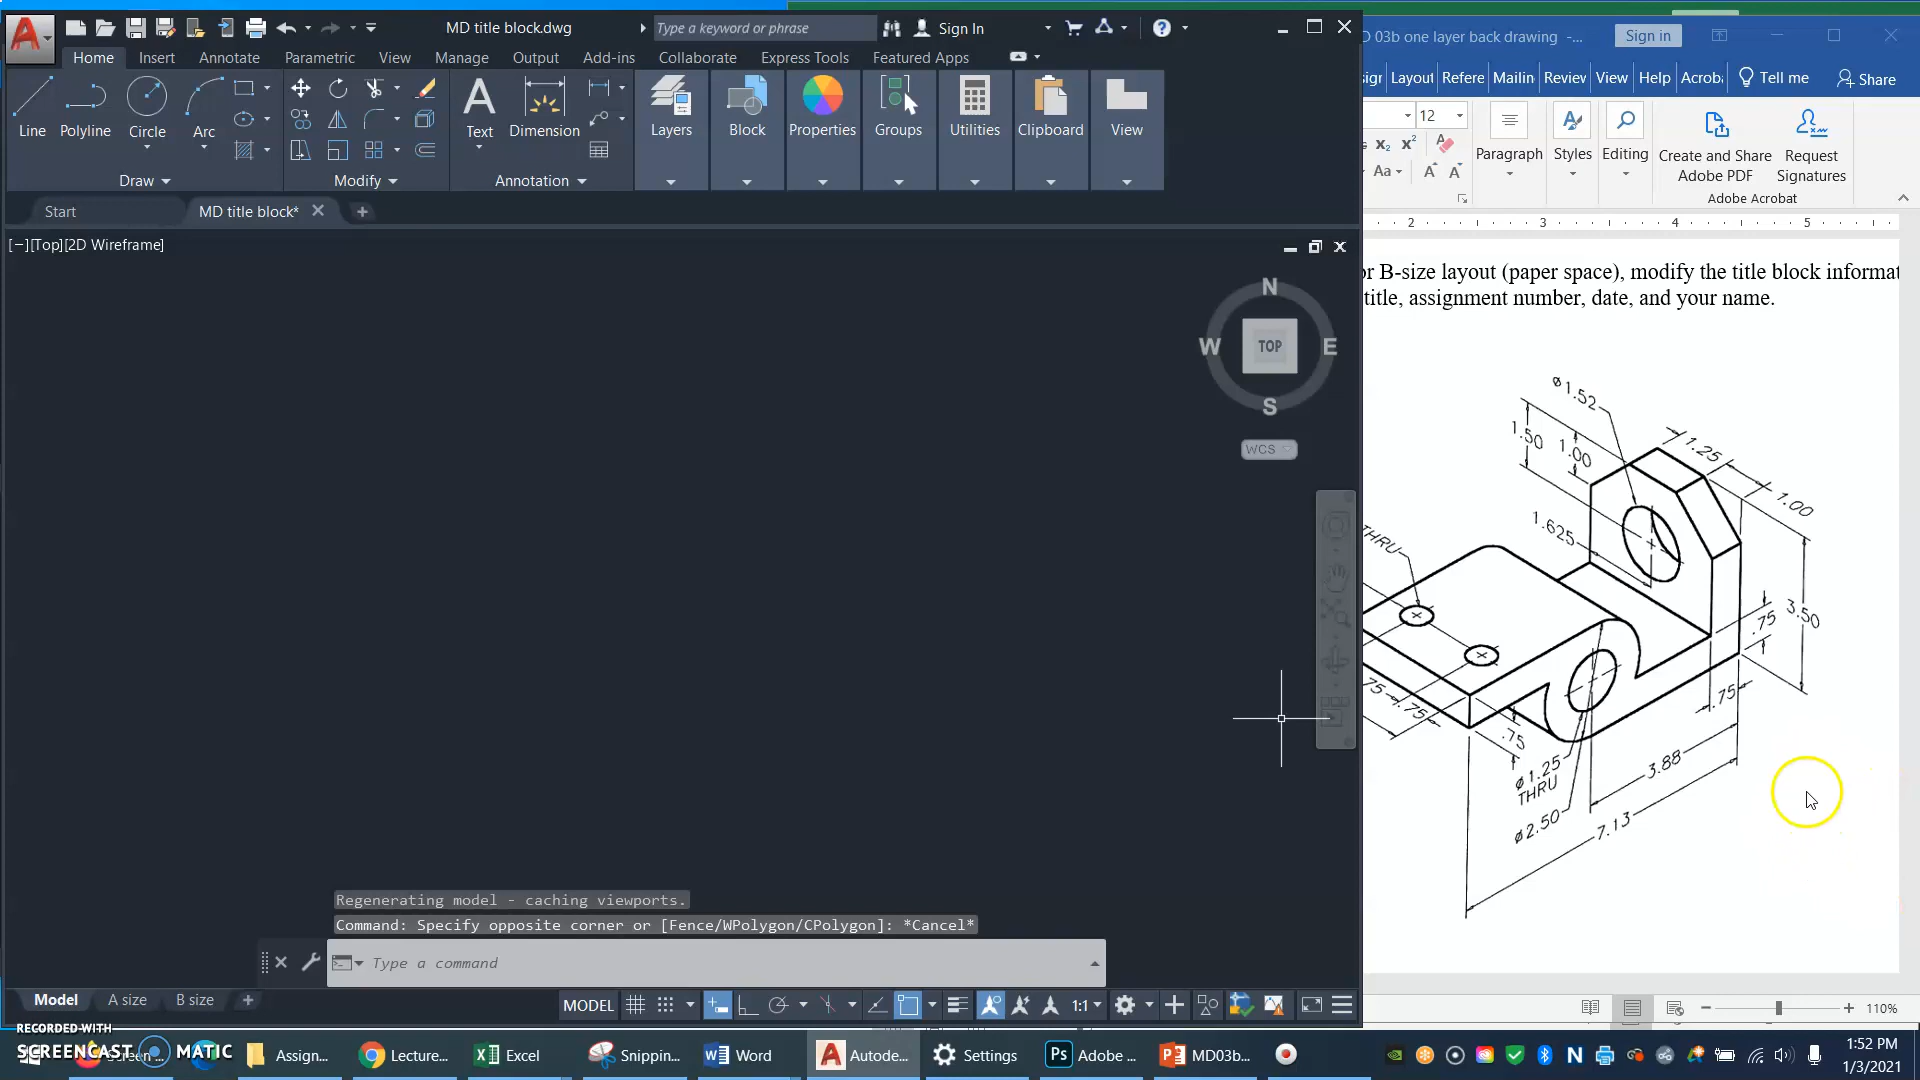 MD title block.dwg
Type a keyword or phrase
Sign In
D 03b one layer back drawing -...
Sign in
Home
Insert
Annotate
Parametric
View
Manage
Output
Add-ins
Collaborate
Express Tools
Featured Apps
Layout
Refere
Mailin
Review
View
Help
Acrob
Tell me
Share
Line
Polyline
Circle
Arc
Text
Dimension
Layers
Block
Properties
Groups
Utilities
Clipboard
View
12
Paragraph
Styles
Editing
Create and Share
Adobe PDF
Request
Signatures
Adobe Acrobat
Draw
Modify
Annotation
Start
MD title block*
2 3 4 5
[−][Top][2D Wireframe]
N
W
TOP
E
S
WCS
or B-size layout (paper space), modify the title block informat
title, assignment number, date, and your name.
ø1.52
1.50
1.00
1.25
1.00
1.625
THRU
3.50
.75
.75
75
.75
.75
ø1.25
THRU
3.88
ø2.50
7.13
Regenerating model - caching viewports.
Command: Specify opposite corner or [Fence/WPolygon/CPolygon]: *Cancel*
Type a command
Model
A size
B size
MODEL
1:1
110%
RECORDED WITH
SCREENCAST
MATIC
Assign...
Lecture...
Excel
Snippin...
Word
Autode...
Settings
Adobe ...
MD03b...
1:52 PM
1/3/2021